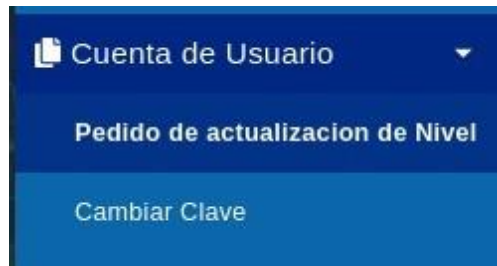 Cuenta de Usuario
Pedido de actualizacion de Nivel
Cambiar Clave